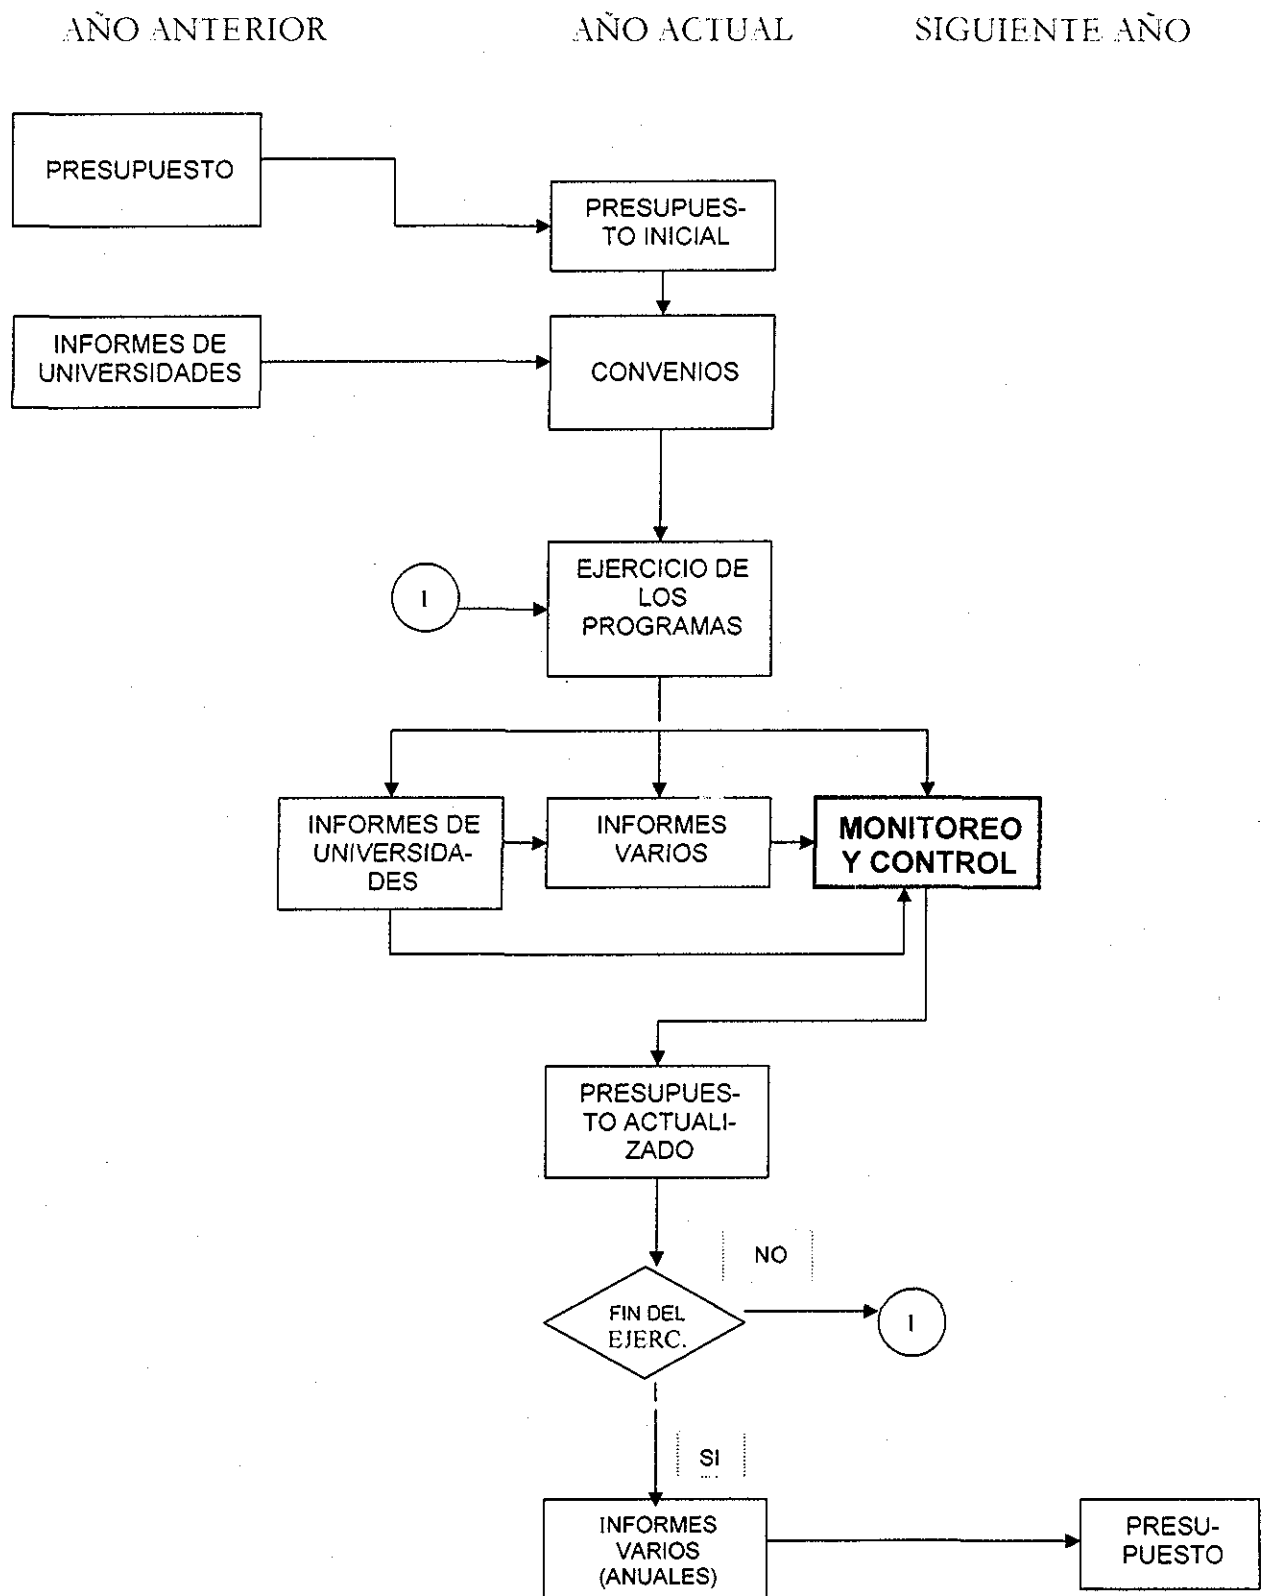 AÑO ANTERIOR
AÑO ACTUAL
SIGUIENTE AÑO
PRESUPUESTO
PRESUPUES-
TO INICIAL
INFORMES DE
UNIVERSIDADES
CONVENIOS
1
EJERCICIO DE
LOS
PROGRAMAS
INFORMES DE
UNIVERSIDA-
DES
INFORMES
VARIOS
MONITOREO
Y CONTROL
PRESUPUES-
TO ACTUALI-
ZADO
NO
FIN DEL
EJERC.
1
SI
INFORMES
VARIOS
(ANUALES)
PRESU-
PUESTO